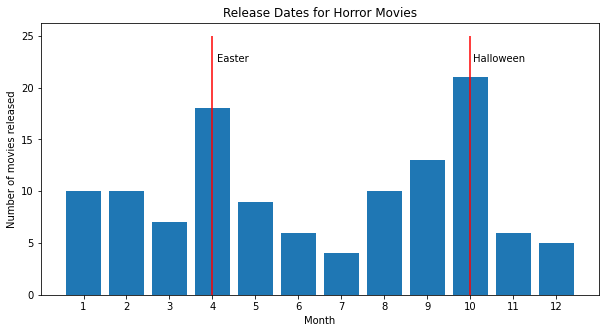 Release Dates for Horror Movies
25
20
15
10
5
0
Number of movies released
Easter
Halloween
1 2 3 4 5 6 7 8 9 10 11 12
Month